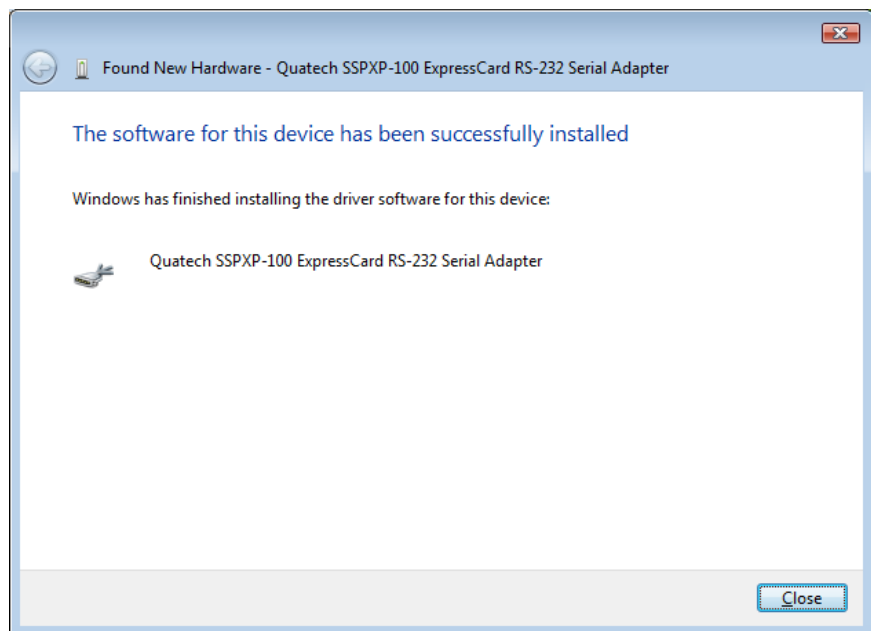 Found New Hardware - Quatech SSPXP-100 ExpressCard RS-232 Serial Adapter
The software for this device has been successfully installed
Windows has finished installing the driver software for this device:
Quatech SSPXP-100 ExpressCard RS-232 Serial Adapter
Close